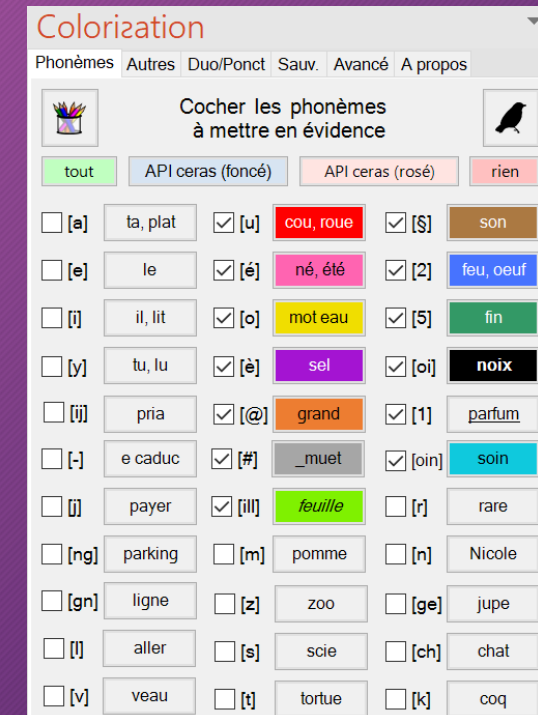 Colorization
Phonèmes Autres Duo/Ponct Sauv. Avancé A propos
Cocher les phonèmes
à mettre en évidence
tout API ceras (foncé) API ceras (rosé) rien
[a] ta, plat [u] cou, roue [§] son
[e] le [é] né, été [2] feu, oeuf
[i] il, lit [o] mot eau [5] fin
[y] tu, lu [è] sel [oi] noix
[ij] pria [@] grand [1] parfum
[-] e caduc [#] _muet [oin] soin
[j] payer [ill] feuille [r] rare
[ng] parking [m] pomme [n] Nicole
[gn] ligne [z] zoo [ge] jupe
[l] aller [s] scie [ch] chat
[v] veau [t] tortue [k] coq